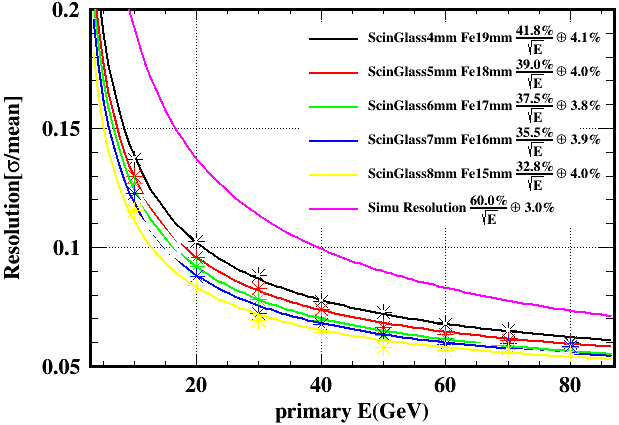 0.2
0.15
0.1
0.05
Resolution[σ/mean]
ScinGlass4mm Fe19mm 41.8%/√E ⊕ 4.1%
ScinGlass5mm Fe18mm 39.0%/√E ⊕ 4.0%
ScinGlass6mm Fe17mm 37.5%/√E ⊕ 3.8%
ScinGlass7mm Fe16mm 35.5%/√E ⊕ 3.9%
ScinGlass8mm Fe15mm 32.8%/√E ⊕ 4.0%
Simu Resolution 60.0%/√E ⊕ 3.0%
20 40 60 80
primary E(GeV)